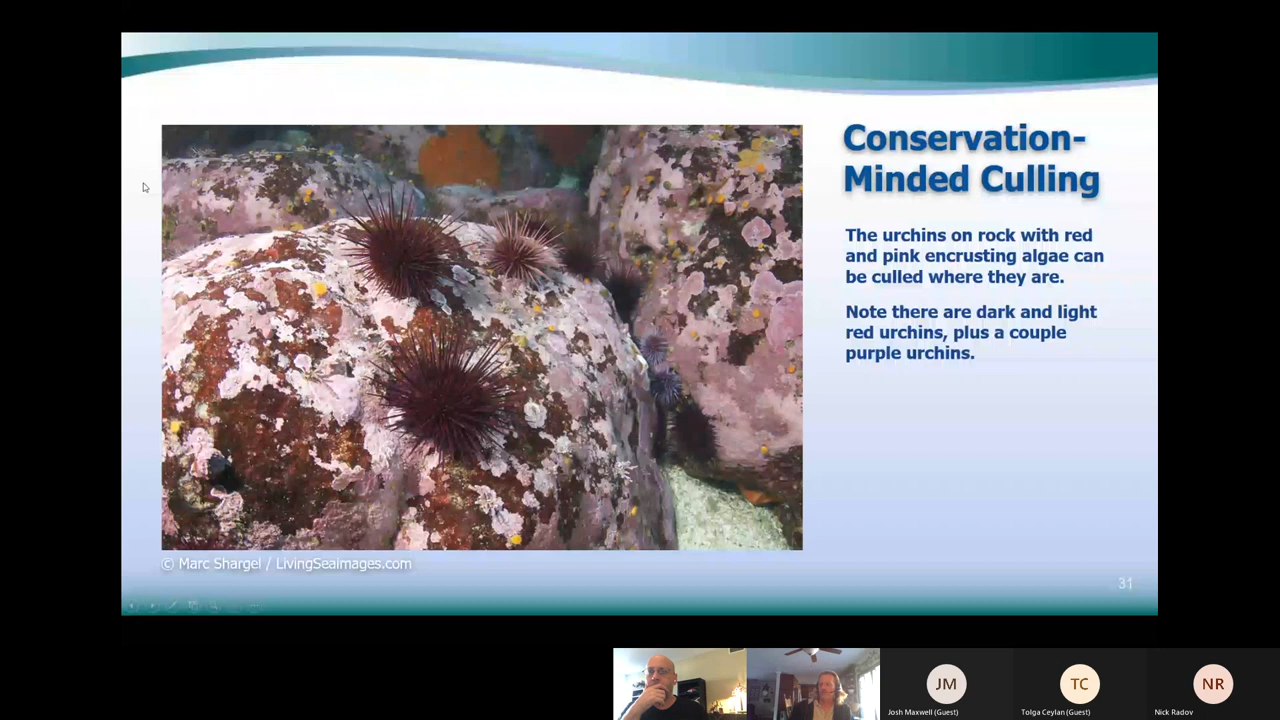 Conservation-
Minded Culling
The urchins on rock with red
and pink encrusting algae can
be culled where they are.
Note there are dark and light
red urchins, plus a couple
purple urchins.
© Marc Shargel / LivingSeaimages.com
31
JM
TC
NR
Josh Maxwell (Guest)
Tolga Ceylan (Guest)
Nick Radov